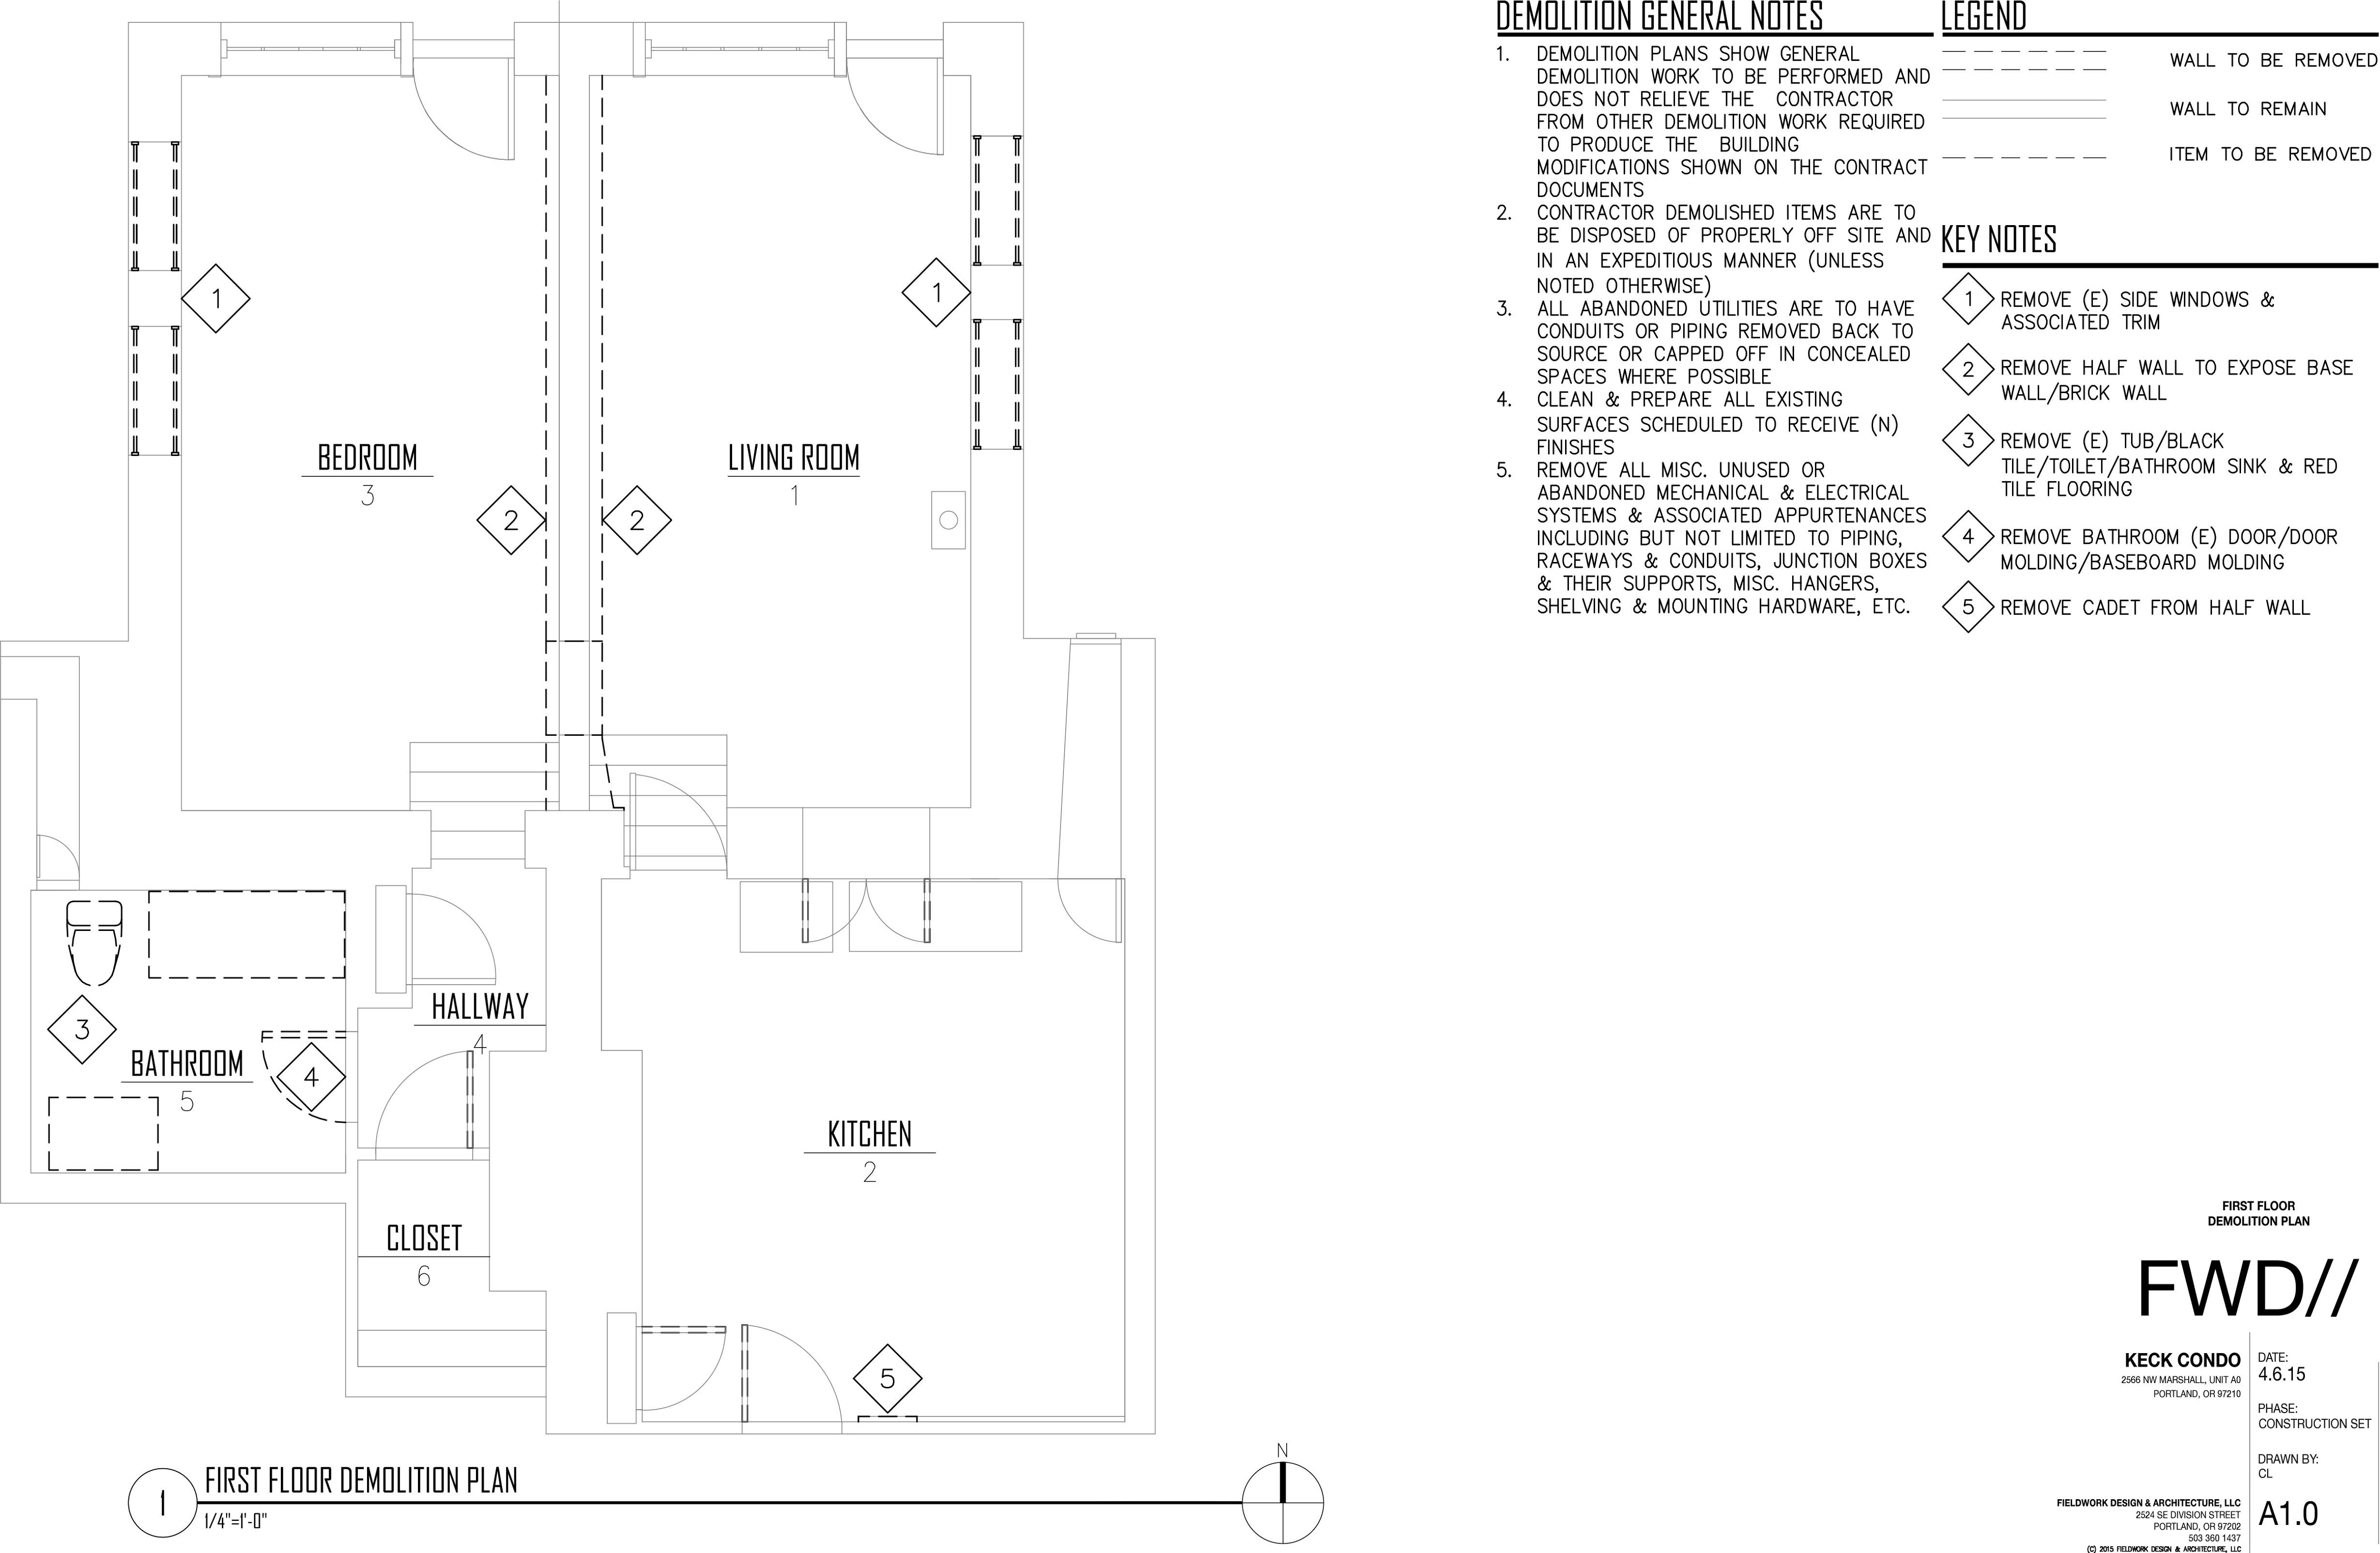 BEDROOM
3
LIVING ROOM
1
1
1
2
2
HALLWAY
4
3
BATHROOM
5
4
KITCHEN
2
CLOSET
6
5
1
FIRST FLOOR DEMOLITION PLAN
1/4"=1'-0"
N
DEMOLITION GENERAL NOTES
1. DEMOLITION PLANS SHOW GENERAL
DEMOLITION WORK TO BE PERFORMED AND
DOES NOT RELIEVE THE CONTRACTOR
FROM OTHER DEMOLITION WORK REQUIRED
TO PRODUCE THE BUILDING
MODIFICATIONS SHOWN ON THE CONTRACT
DOCUMENTS
2. CONTRACTOR DEMOLISHED ITEMS ARE TO
BE DISPOSED OF PROPERLY OFF SITE AND
IN AN EXPEDITIOUS MANNER (UNLESS
NOTED OTHERWISE)
3. ALL ABANDONED UTILITIES ARE TO HAVE
CONDUITS OR PIPING REMOVED BACK TO
SOURCE OR CAPPED OFF IN CONCEALED
SPACES WHERE POSSIBLE
4. CLEAN & PREPARE ALL EXISTING
SURFACES SCHEDULED TO RECEIVE (N)
FINISHES
5. REMOVE ALL MISC. UNUSED OR
ABANDONED MECHANICAL & ELECTRICAL
SYSTEMS & ASSOCIATED APPURTENANCES
INCLUDING BUT NOT LIMITED TO PIPING,
RACEWAYS & CONDUITS, JUNCTION BOXES
& THEIR SUPPORTS, MISC. HANGERS,
SHELVING & MOUNTING HARDWARE, ETC.
LEGEND
WALL TO BE REMOVED
WALL TO REMAIN
ITEM TO BE REMOVED
KEY NOTES
1 REMOVE (E) SIDE WINDOWS &
ASSOCIATED TRIM
2 REMOVE HALF WALL TO EXPOSE BASE
WALL/BRICK WALL
3 REMOVE (E) TUB/BLACK
TILE/TOILET/BATHROOM SINK & RED
TILE FLOORING
4 REMOVE BATHROOM (E) DOOR/DOOR
MOLDING/BASEBOARD MOLDING
5 REMOVE CADET FROM HALF WALL
FIRST FLOOR
DEMOLITION PLAN
FWD//
KECK CONDO
2566 NW MARSHALL, UNIT A0
PORTLAND, OR 97210
DATE:
4.6.15
PHASE:
CONSTRUCTION SET
DRAWN BY:
CL
A1.0
FIELDWORK DESIGN & ARCHITECTURE, LLC
2524 SE DIVISION STREET
PORTLAND, OR 97202
503 360 1437
(C) 2015 FIELDWORK DESIGN & ARCHITECTURE, LLC